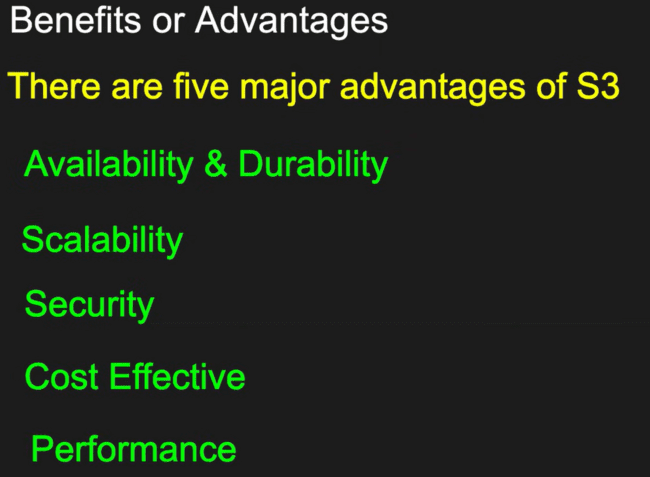 Benefits or Advantages
There are five major advantages of S3
Availability & Durability
Scalability
Security
Cost Effective
Performance